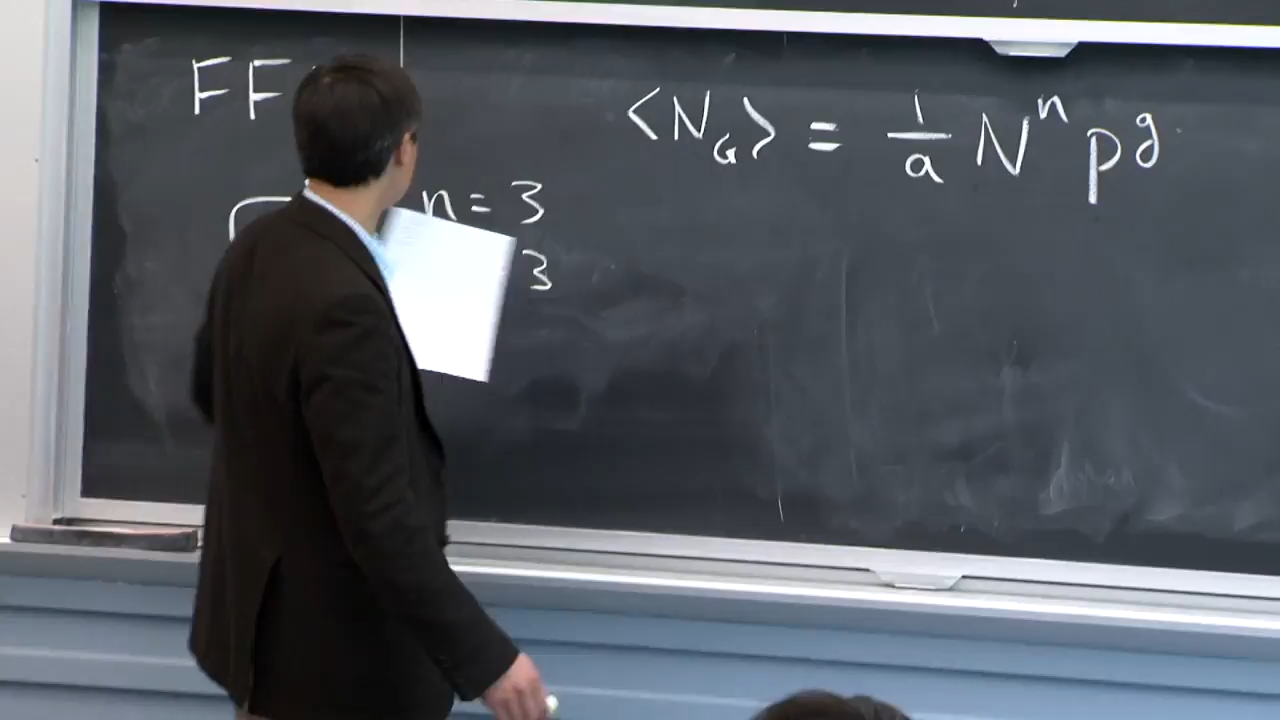 FF
⟨N_G⟩ = 1/a N^n p^g
n = 3
3